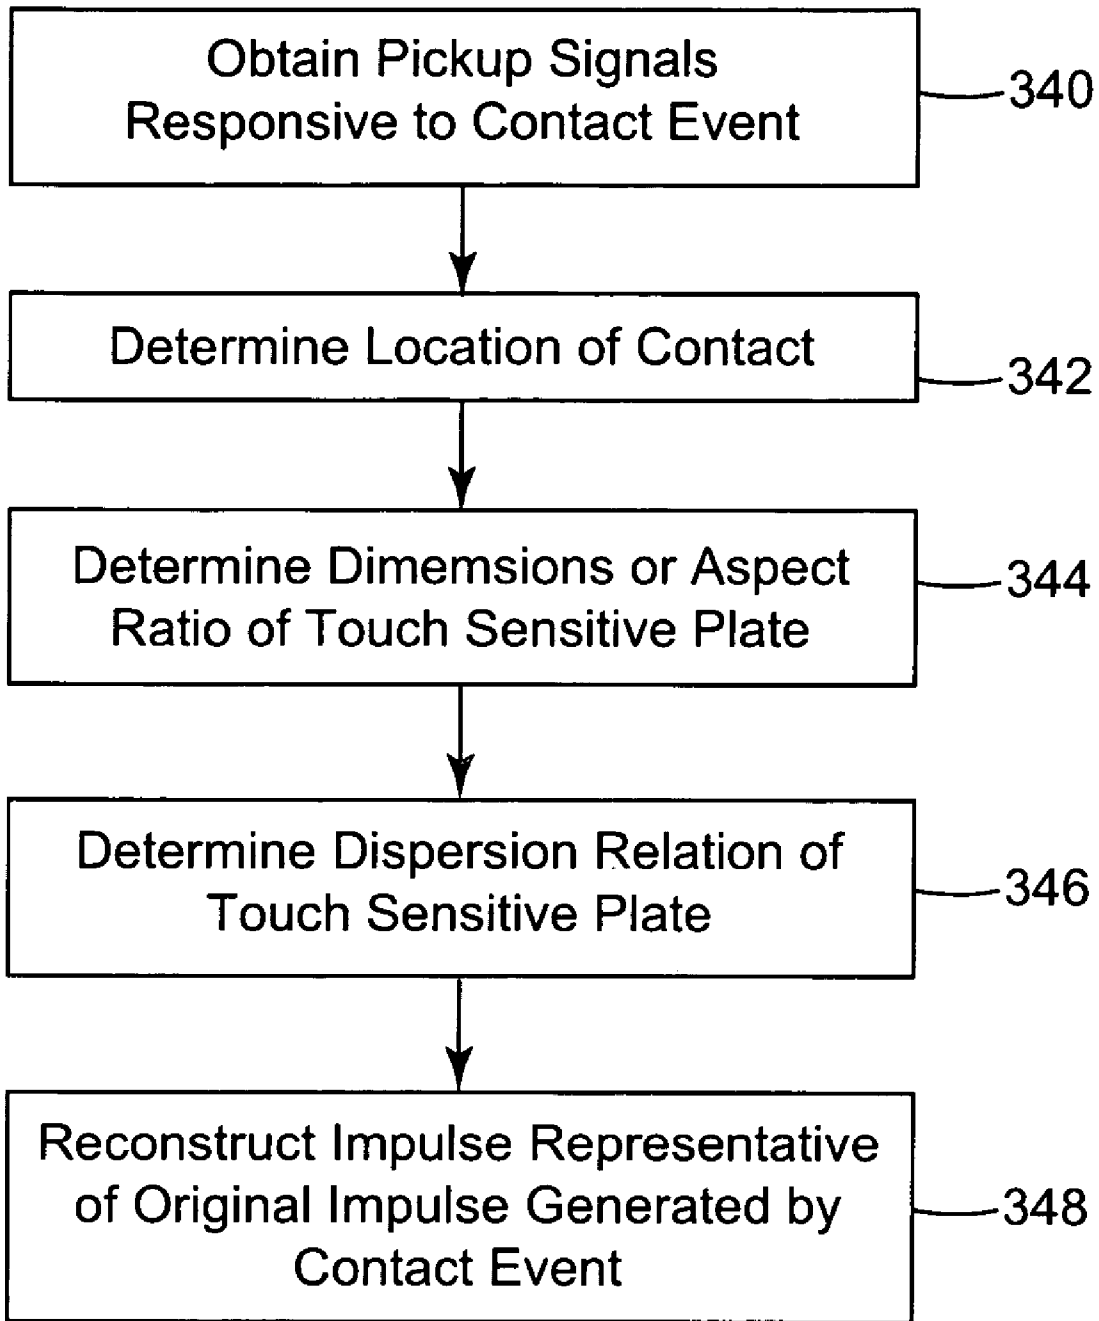 Obtain Pickup Signals
Responsive to Contact Event
340
Determine Location of Contact
342
Determine Dimemsions or Aspect
Ratio of Touch Sensitive Plate
344
Determine Dispersion Relation of
Touch Sensitive Plate
346
Reconstruct Impulse Representative
of Original Impulse Generated by
Contact Event
348